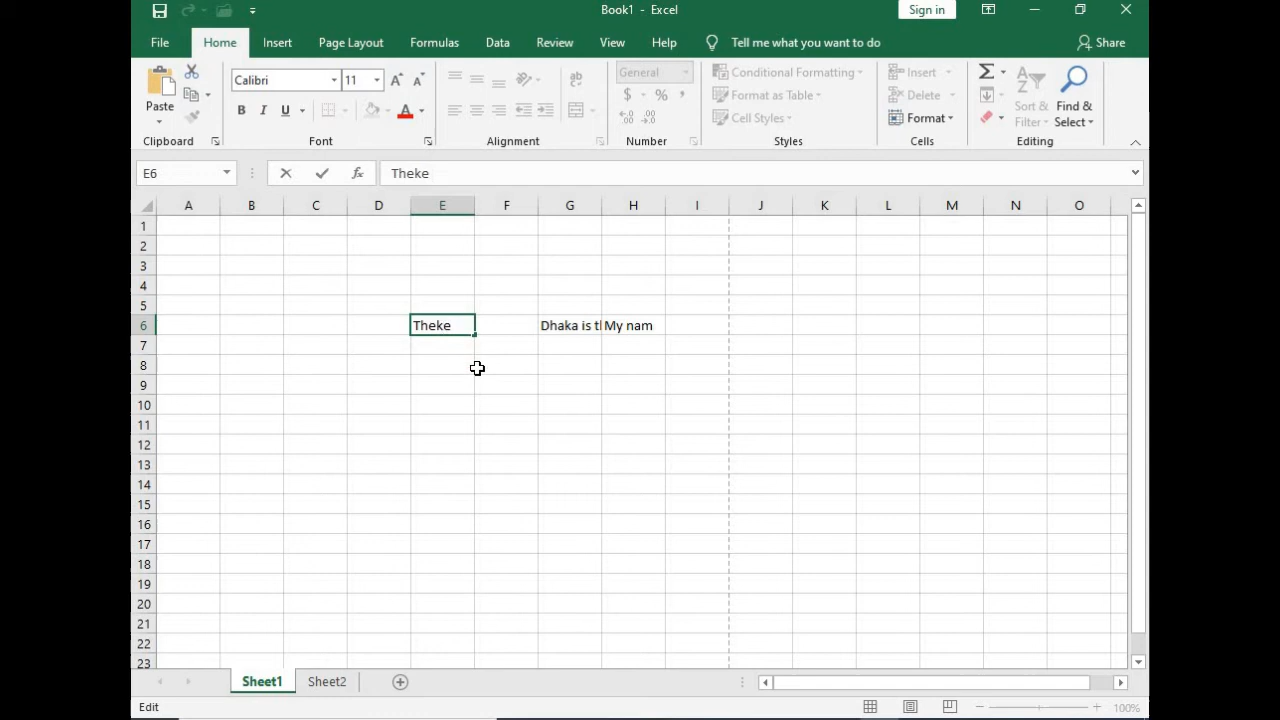 Book1 - Excel
Sign in
File Home Insert Page Layout Formulas Data Review View Help Tell me what you want to do Share
Paste
Calibri 11
B I U A
General
$ % ,
Conditional Formatting
Format as Table
Cell Styles
Insert
Delete
Format
Sort & Filter
Find & Select
Clipboard Font Alignment Number Styles Cells Editing
E6 fx Theke
A B C D E F G H I J K L M N O
1
2
3
4
5
6 Theke Dhaka is tl My nam
7
8
9
10
11
12
13
14
15
16
17
18
19
20
21
22
23
Sheet1 Sheet2
Edit 100%